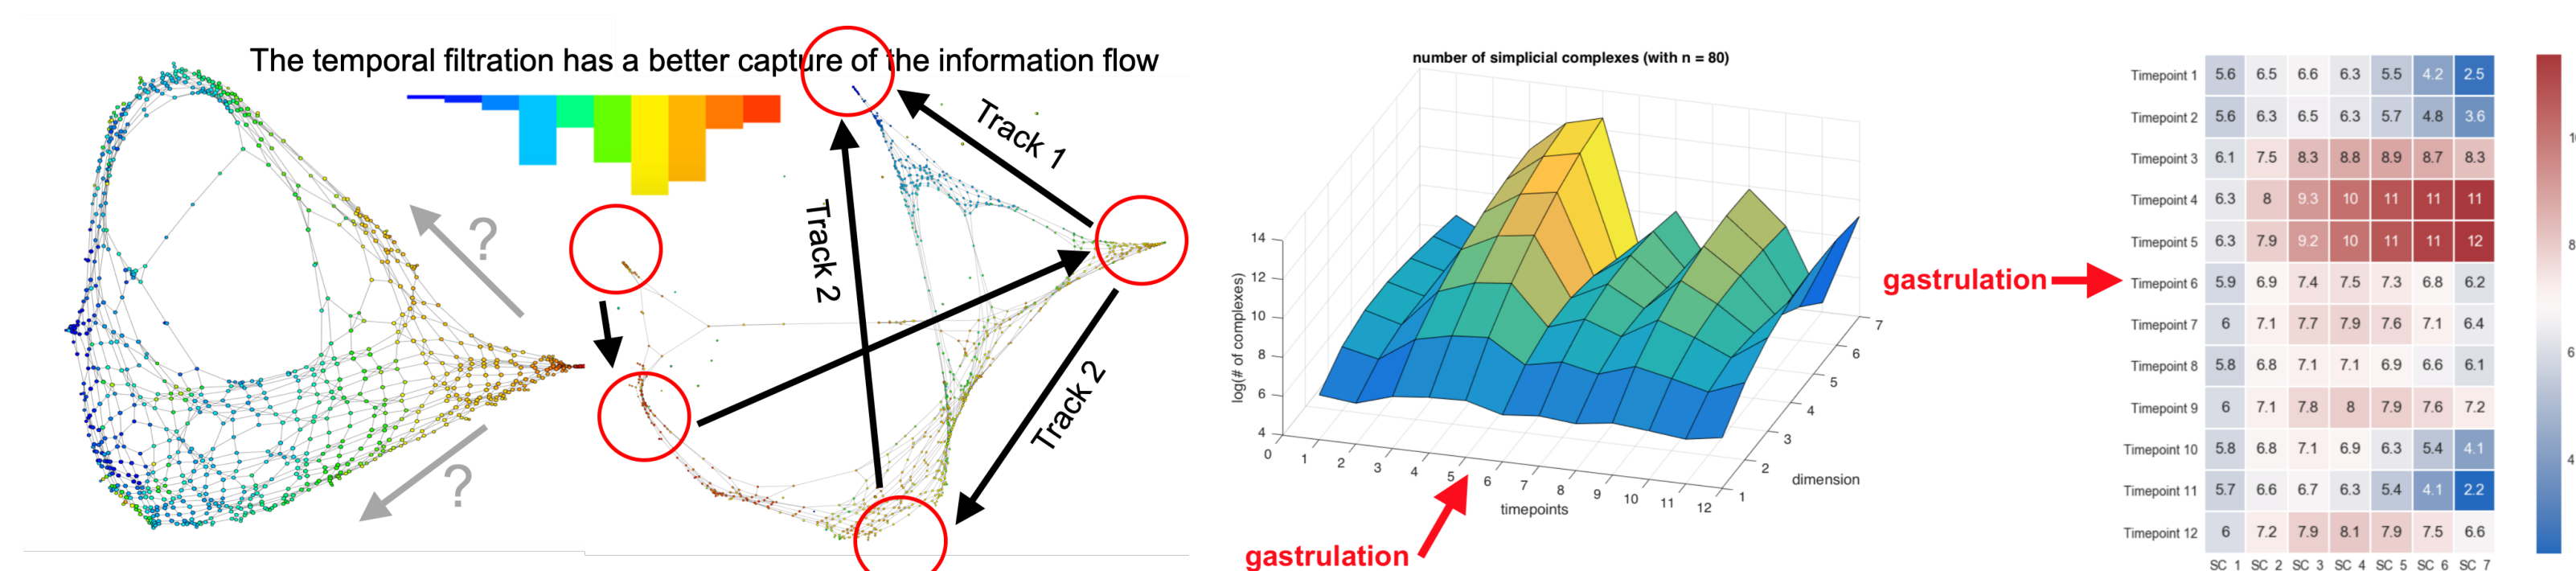 The temporal filtration has a better capture of the information flow
?
?
Track 1
Track 2
Track 2
number of simplicial complexes (with n = 80)
log(# of complexes)
14
12
10
8
6
4
0 1 2 3 4 5 6 7 8 9 10 11 12
timepoints
1 2 3 4 5 6 7
dimension
gastrulation
gastrulation
Timepoint 1 5.6 6.5 6.6 6.3 5.5 4.2 2.5
Timepoint 2 5.6 6.3 6.5 6.3 5.7 4.8 3.6
Timepoint 3 6.1 7.5 8.3 8.8 8.9 8.7 8.3
Timepoint 4 6.3 8 9.3 10 11 11 11
Timepoint 5 6.3 7.9 9.2 10 11 11 12
Timepoint 6 5.9 6.9 7.4 7.5 7.3 6.8 6.2
Timepoint 7 6 7.1 7.7 7.9 7.6 7.1 6.4
Timepoint 8 5.8 6.8 7.1 7.1 6.9 6.6 6.1
Timepoint 9 6 7.1 7.8 8 7.9 7.6 7.2
Timepoint 10 5.8 6.8 7.1 6.9 6.3 5.4 4.1
Timepoint 11 5.7 6.6 6.7 6.3 5.4 4.1 2.2
Timepoint 12 6 7.2 7.9 8.1 7.9 7.5 6.6
SC 1 SC 2 SC 3 SC 4 SC 5 SC 6 SC 7
8
6
4